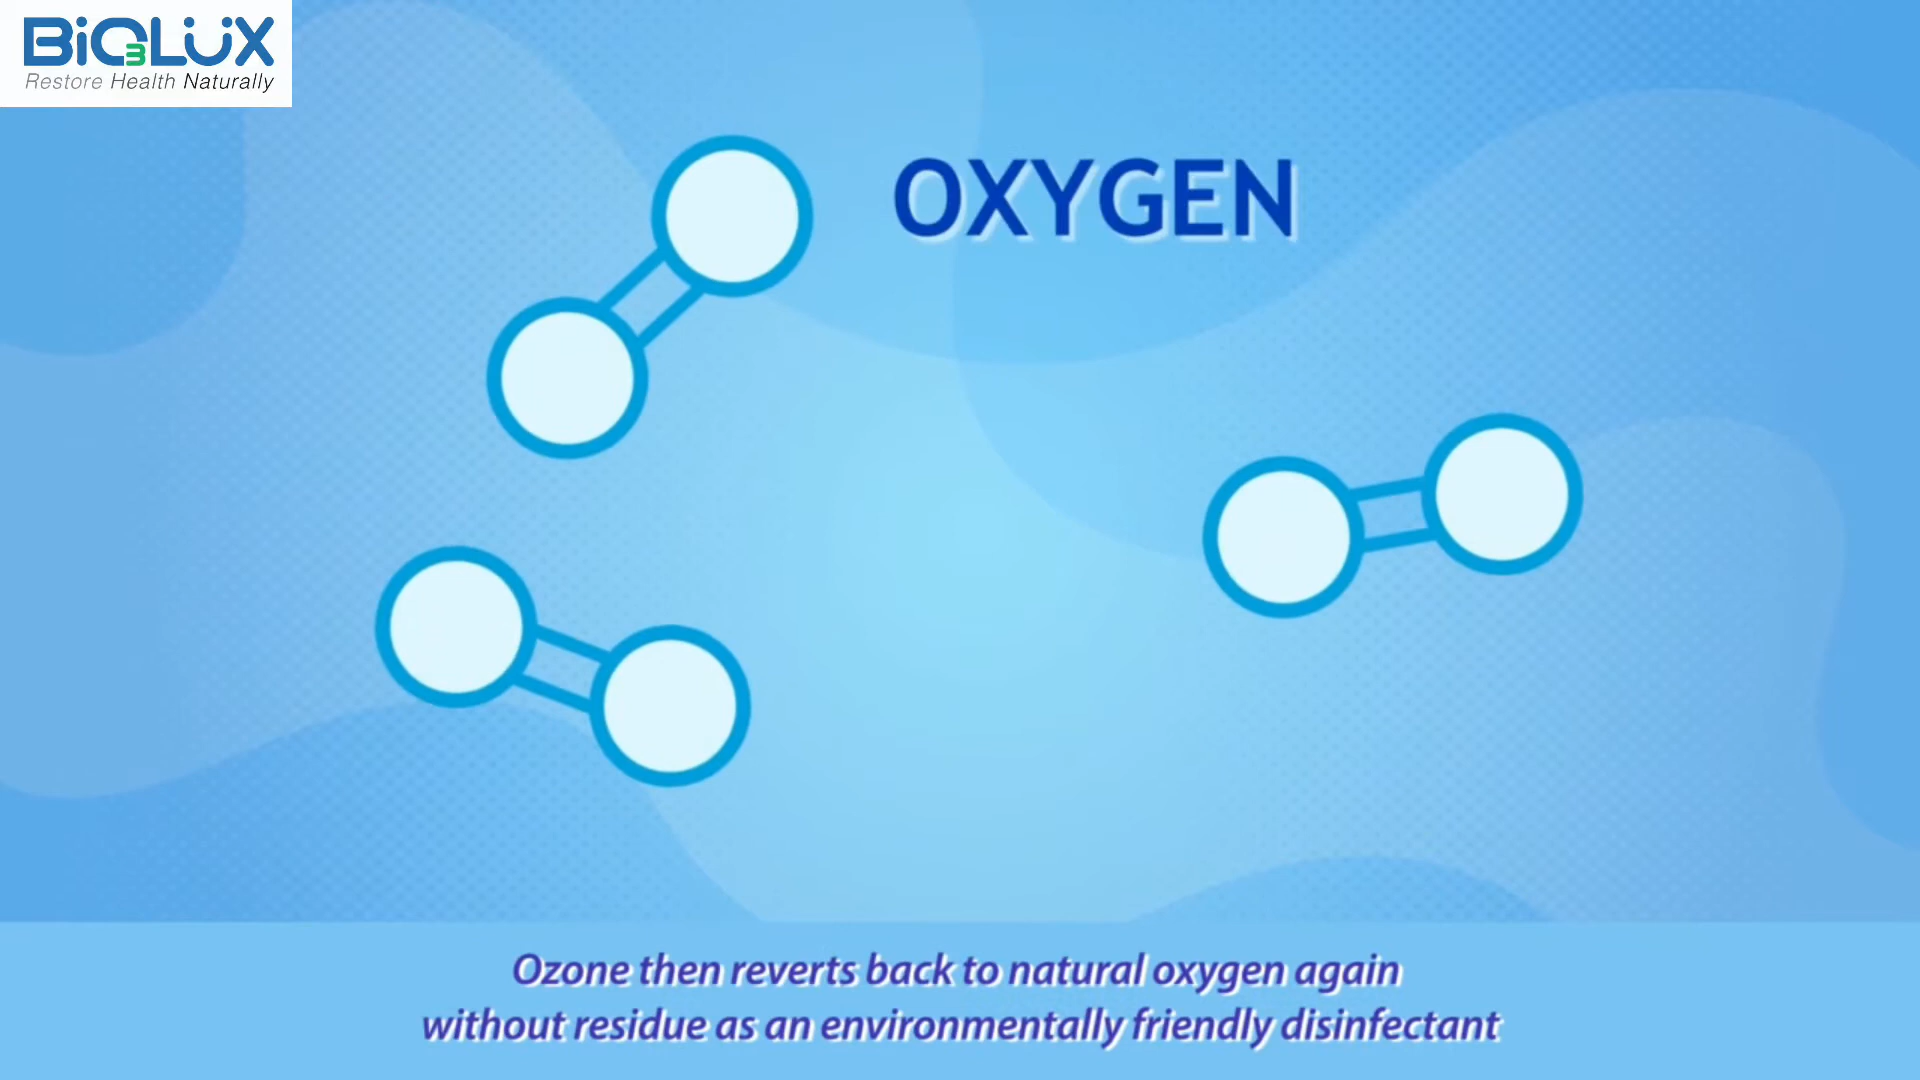 BiO3LUX
Restore Health Naturally
OXYGEN
Ozone then reverts back to natural oxygen again
without residue as an environmentally friendly disinfectant